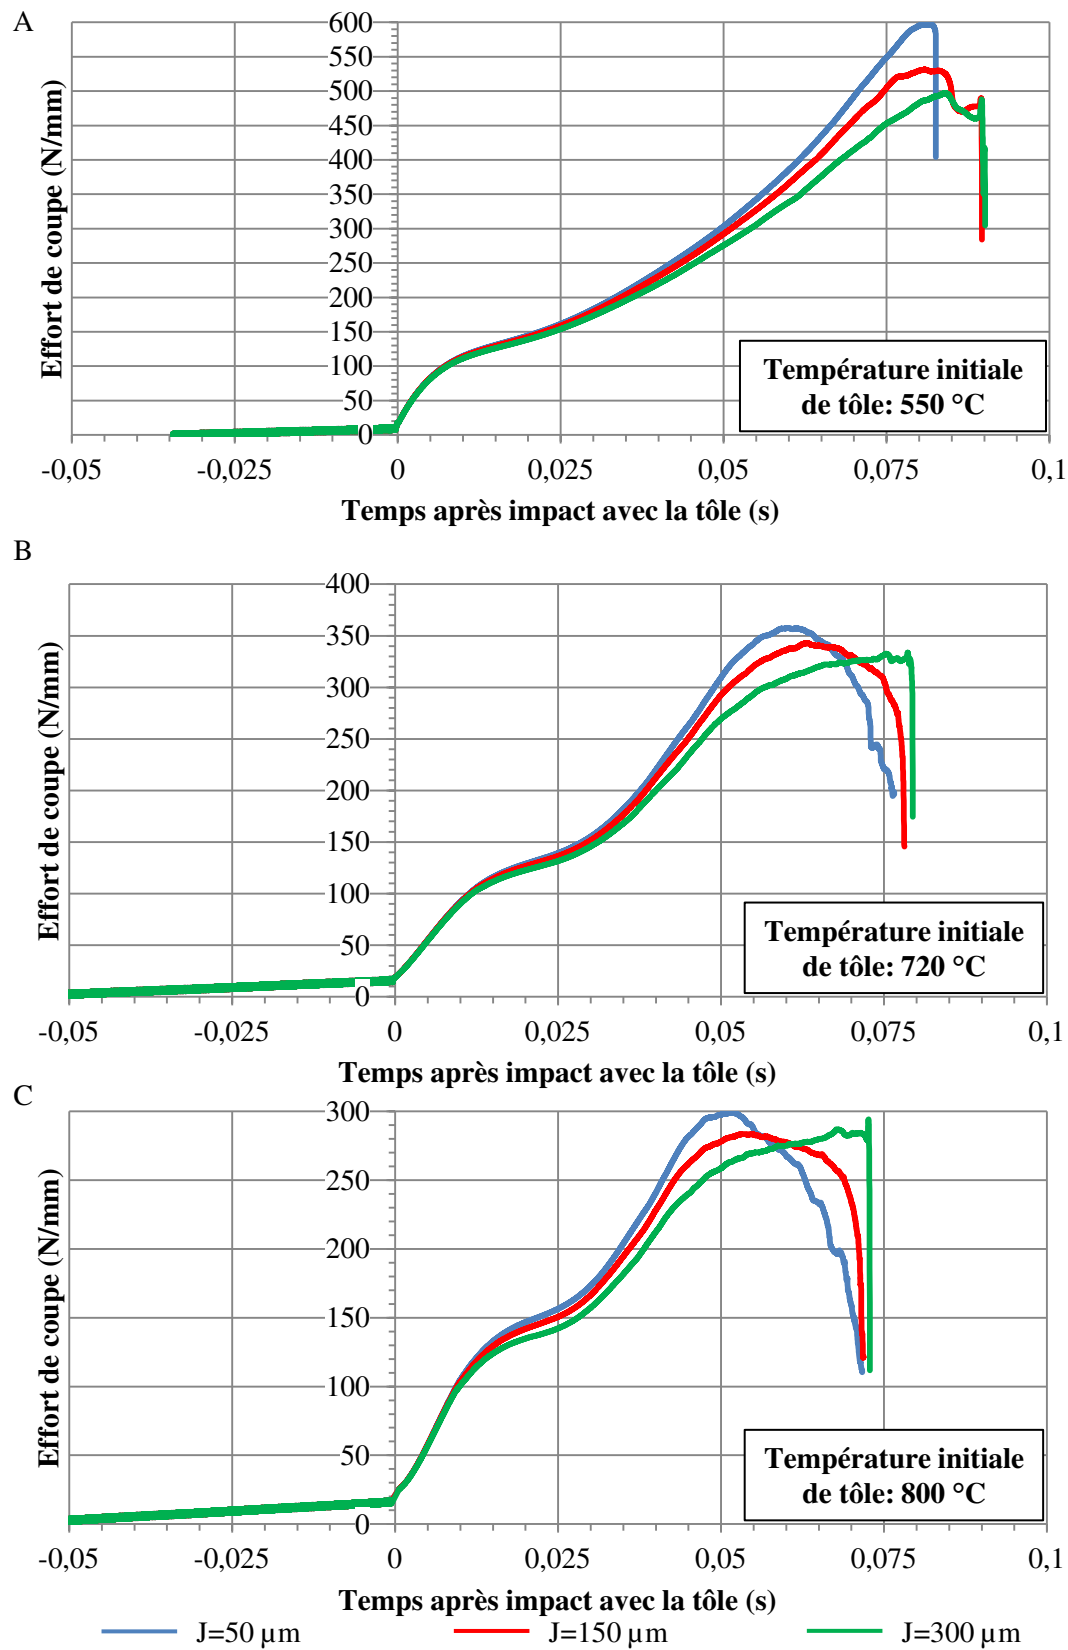 A
600
550
500
450
400
350
300
250
200
150
100
50
0
Effort de coupe (N/mm)
Température initiale
de tôle: 550 °C
-0,05 -0,025 0 0,025 0,05 0,075 0,1
Temps après impact avec la tôle (s)
B
400
350
300
250
200
150
100
50
0
Effort de coupe (N/mm)
Température initiale
de tôle: 720 °C
-0,05 -0,025 0 0,025 0,05 0,075 0,1
Temps après impact avec la tôle (s)
C
300
250
200
150
100
50
0
Effort de coupe (N/mm)
Température initiale
de tôle: 800 °C
-0,05 -0,025 0 0,025 0,05 0,075 0,1
Temps après impact avec la tôle (s)
J=50 µm J=150 µm J=300 µm